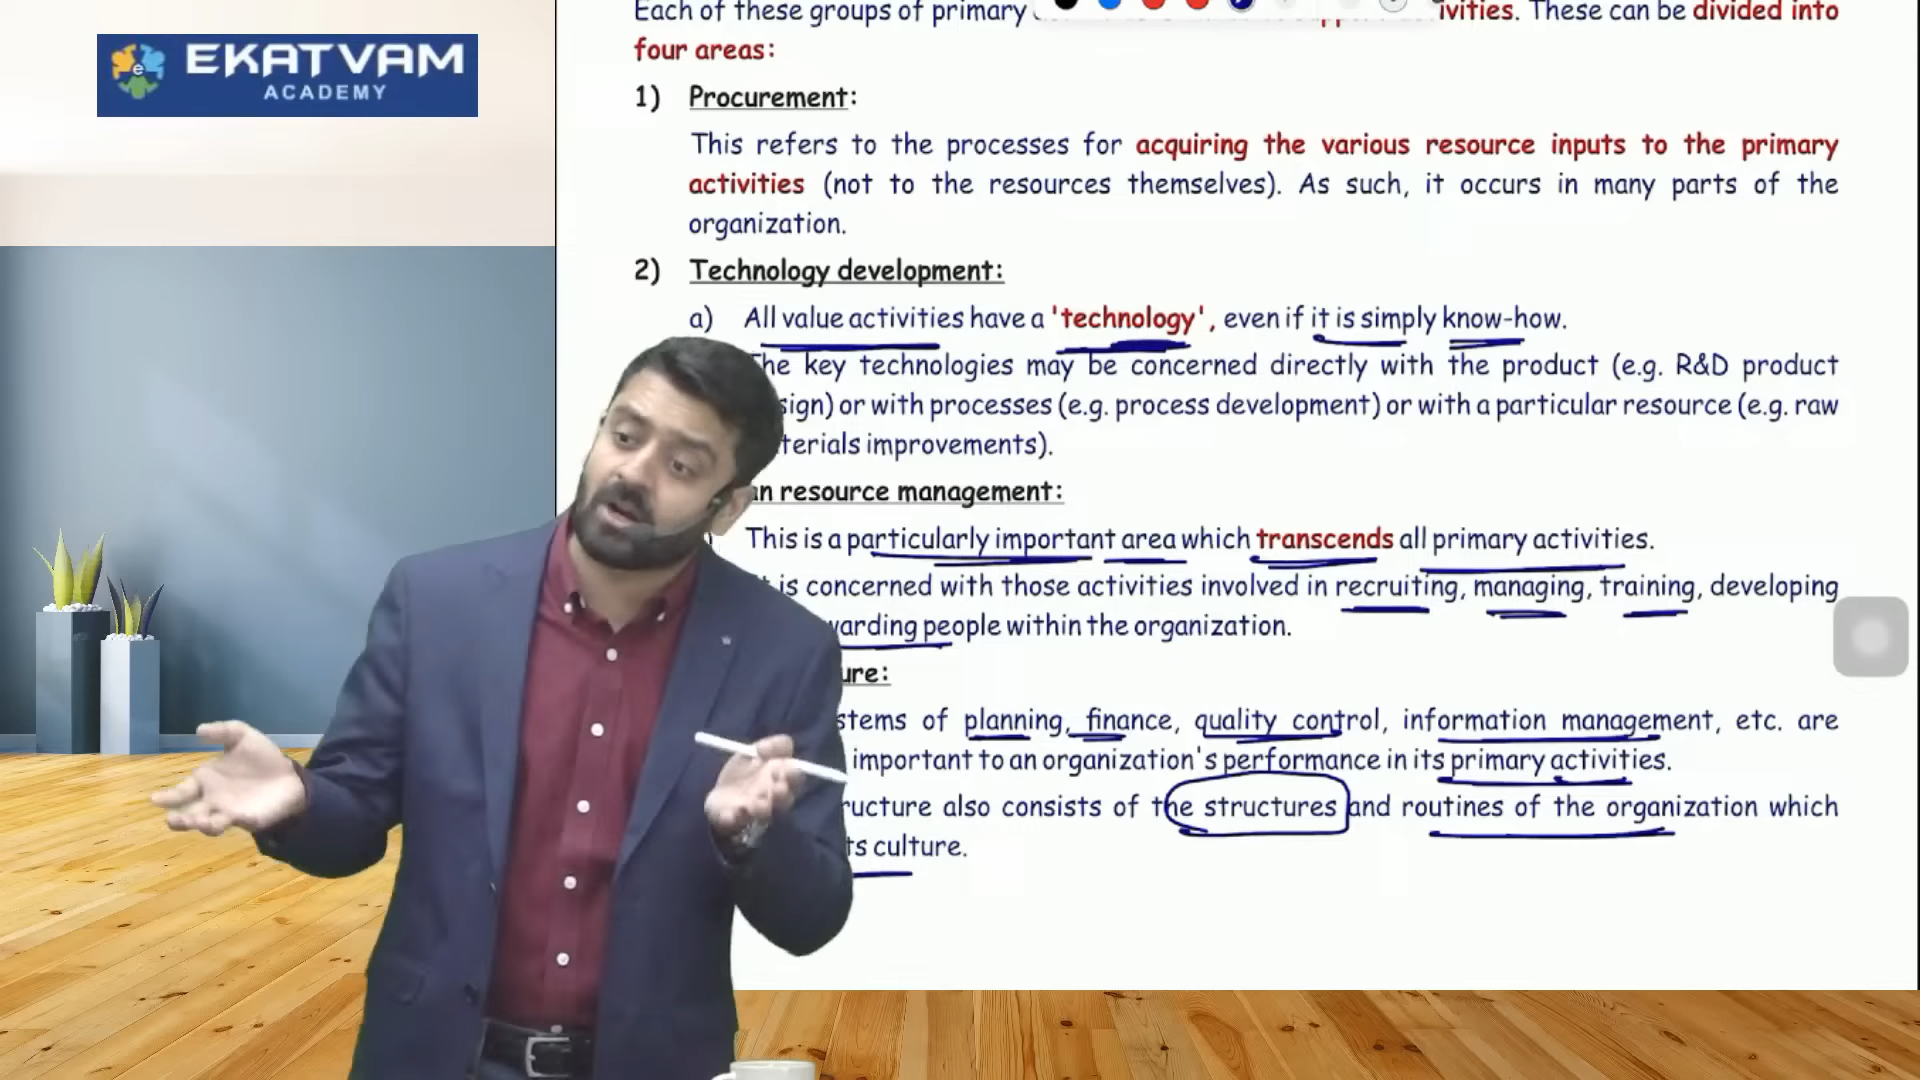 EKATVAM
ACADEMY
Each of these groups of primary ivities. These can be divided into
four areas:
1) Procurement:
This refers to the processes for acquiring the various resource inputs to the primary
activities (not to the resources themselves). As such, it occurs in many parts of the
organization.
2) Technology development:
a) All value activities have a 'technology', even if it is simply know-how.
he key technologies may be concerned directly with the product (e.g. R&D product
sign) or with processes (e.g. process development) or with a particular resource (e.g. raw
terials improvements).
an resource management:
This is a particularly important area which transcends all primary activities.
is concerned with those activities involved in recruiting, managing, training, developing
warding people within the organization.
ure:
stems of planning, finance, quality control, information management, etc. are
important to an organization's performance in its primary activities.
ructure also consists of the structures and routines of the organization which
ts culture.